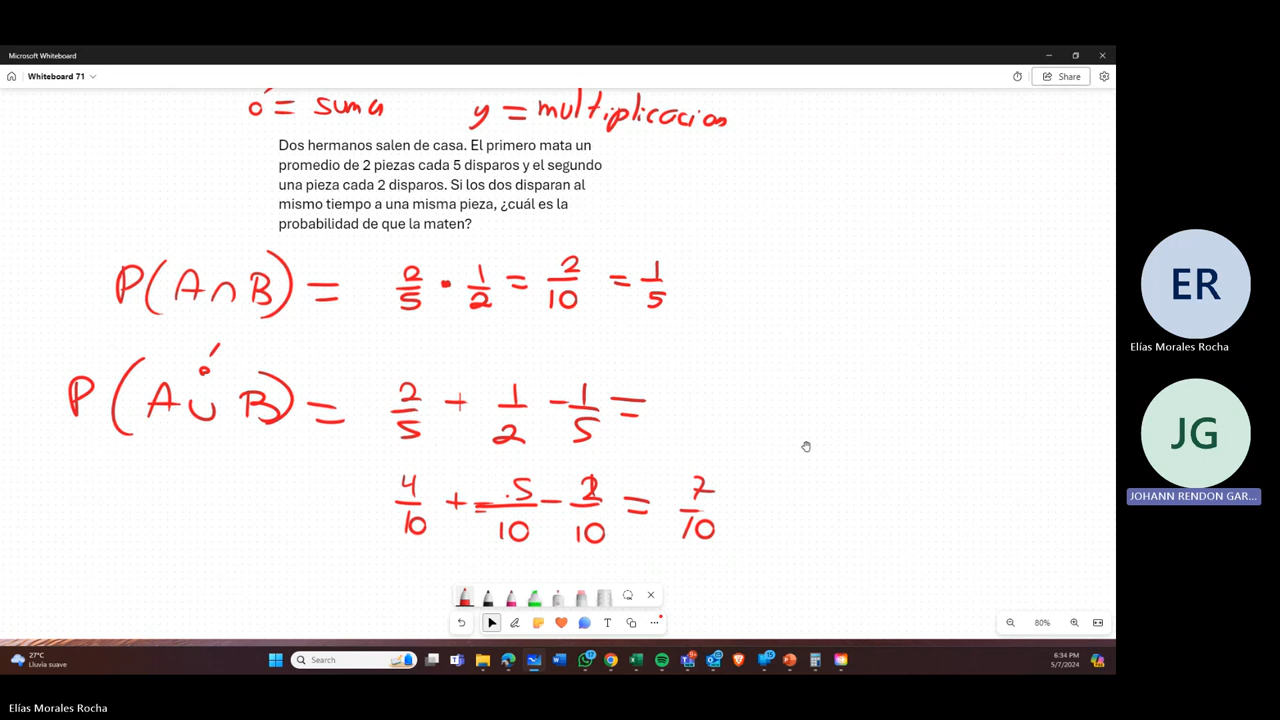 Microsoft Whiteboard
Whiteboard 71
Share
ó = suma y = multiplicacion
Dos hermanos salen de casa. El primero mata un
promedio de 2 piezas cada 5 disparos y el segundo
una pieza cada 2 disparos. Si los dos disparan al
mismo tiempo a una misma pieza, ¿cuál es la
probabilidad de que la maten?
P(A∩B) = 2/5 · 1/2 = 2/10 = 1/5
ó
P(A∪B) = 2/5 + 1/2 - 1/5 =
4/10 + 5/10 - 2/10 = 7/10
ER
Elías Morales Rocha
JG
JOHANN RENDON GAR...
80%
27°C
Lluvia suave
Search
6:34 PM
5/7/2024
Elías Morales Rocha